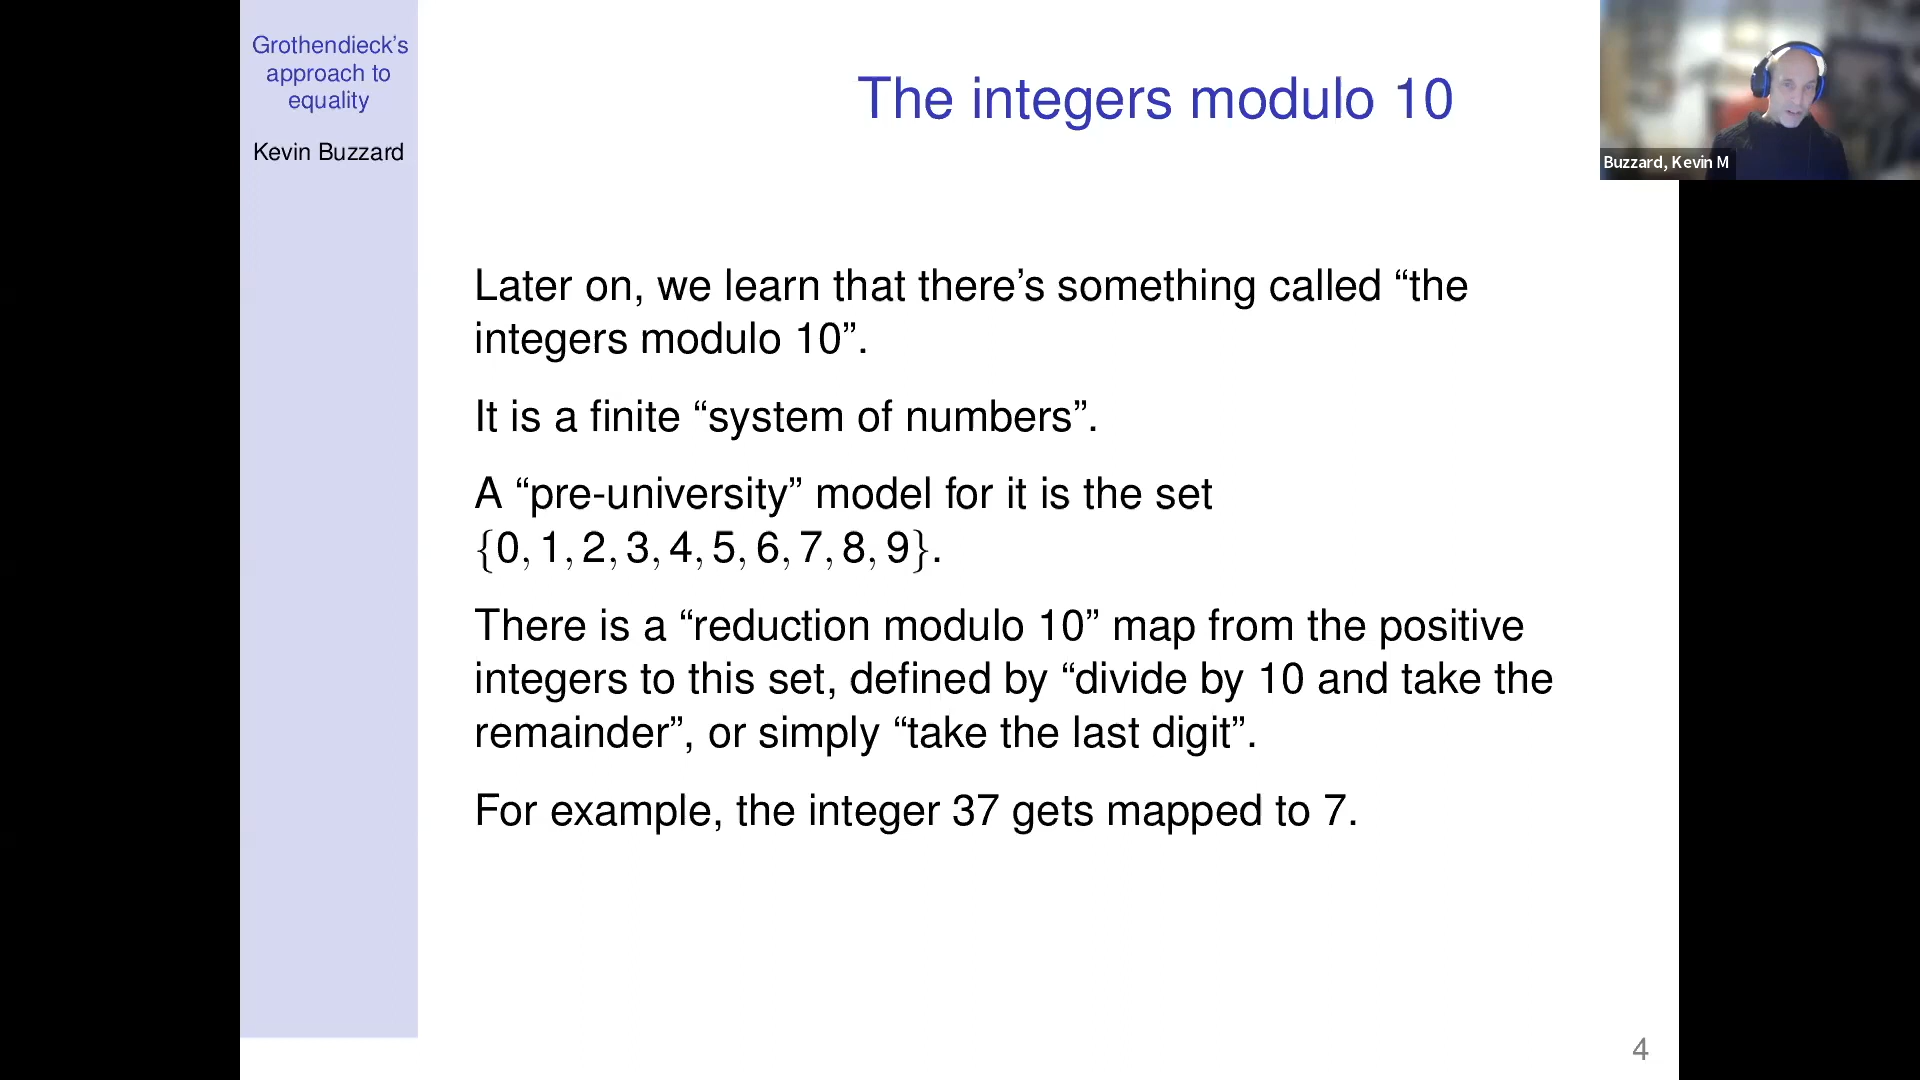 Grothendieck’s
approach to
equality
Kevin Buzzard
The integers modulo 10
Buzzard, Kevin M
Later on, we learn that there’s something called “the
integers modulo 10”.
It is a finite “system of numbers”.
A “pre-university” model for it is the set
{0, 1, 2, 3, 4, 5, 6, 7, 8, 9}.
There is a “reduction modulo 10” map from the positive
integers to this set, defined by “divide by 10 and take the
remainder”, or simply “take the last digit”.
For example, the integer 37 gets mapped to 7.
4